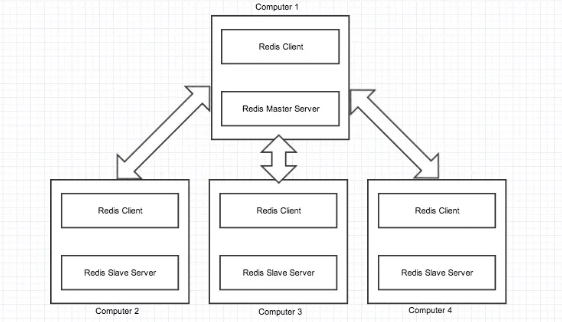 Computer 1
Redis Client
Redis Master Server
Redis Client
Redis Client
Redis Client
Redis Slave Server
Redis Slave Server
Redis Slave Server
Computer 2
Computer 3
Computer 4